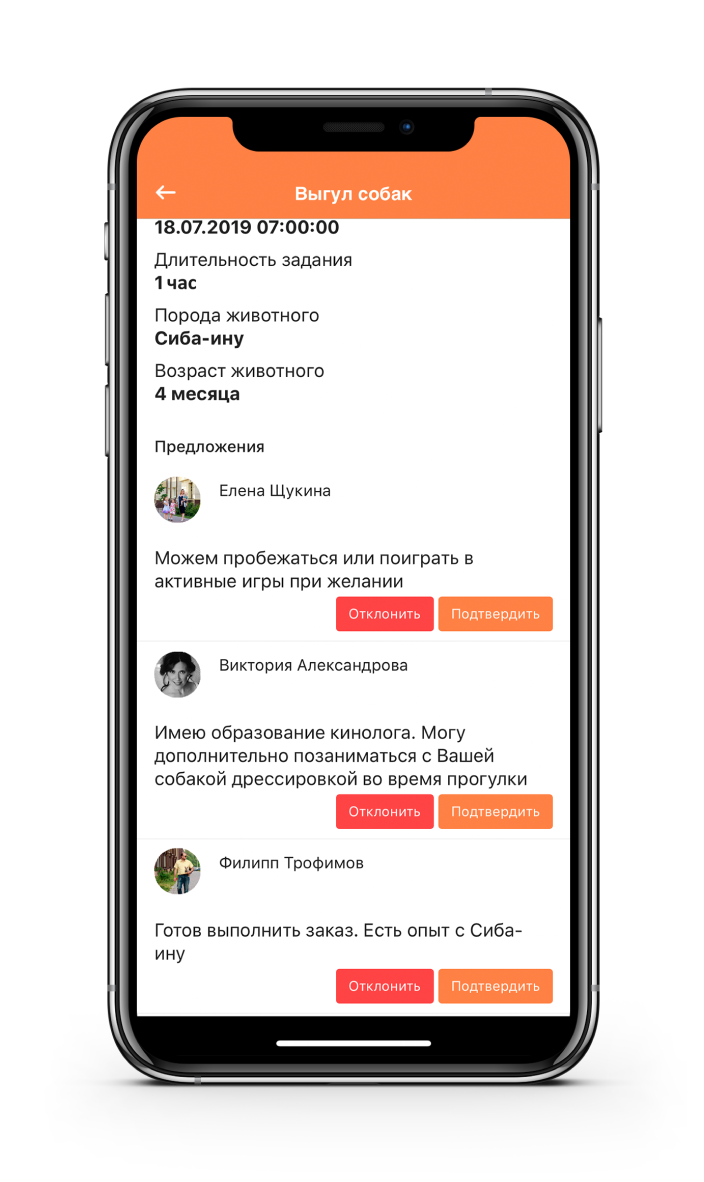 Выгул собак
18.07.2019 07:00:00
Длительность задания
1 час
Порода животного
Сиба-ину
Возраст животного
4 месяца
Предложения
Елена Щукина
Можем пробежаться или поиграть в
активные игры при желании
Отклонить Подтвердить
Виктория Александрова
Имею образование кинолога. Могу
дополнительно позаниматься с Вашей
собакой дрессировкой во время прогулки
Отклонить Подтвердить
Филипп Трофимов
Готов выполнить заказ. Есть опыт с Сиба-
ину
Отклонить Подтвердить